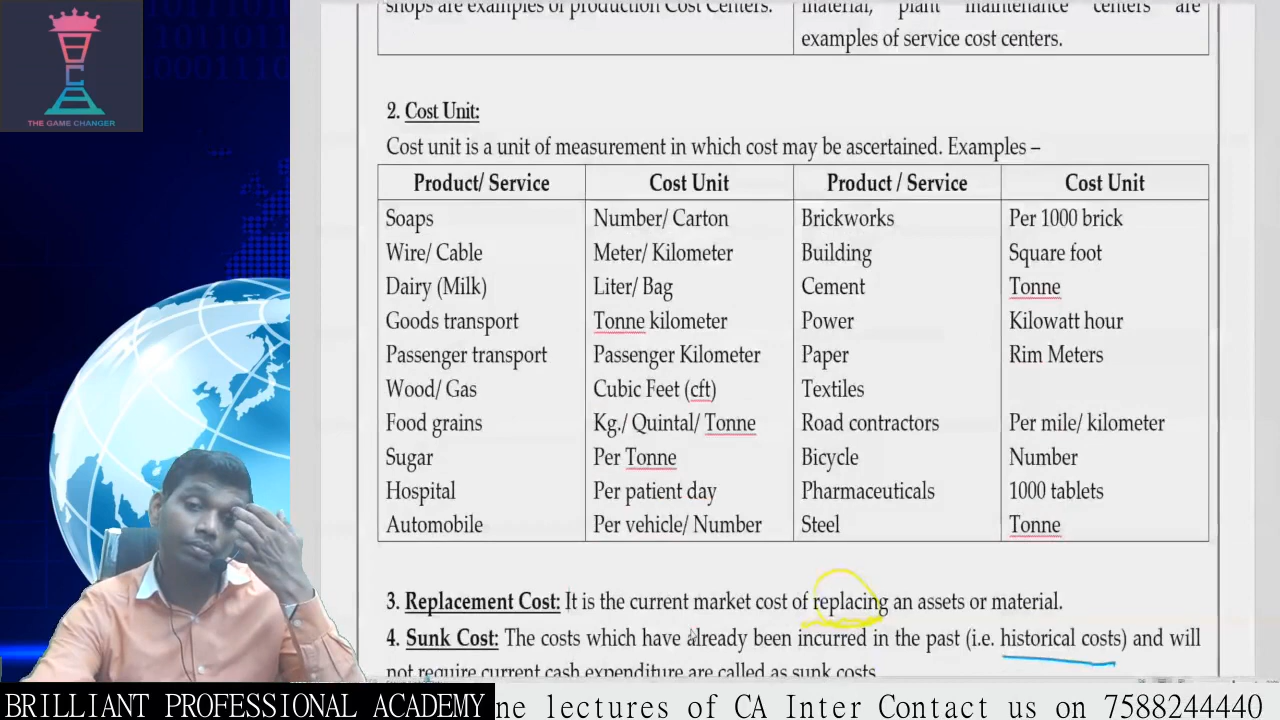 THE GAME CHANGER
shops are examples of production Cost Centers.
material, plant maintenance centers are
examples of service cost centers.
2. Cost Unit:
Cost unit is a unit of measurement in which cost may be ascertained. Examples –
Product/ Service Cost Unit Product / Service Cost Unit
Soaps Number/ Carton Brickworks Per 1000 brick
Wire/ Cable Meter/ Kilometer Building Square foot
Dairy (Milk) Liter/ Bag Cement Tonne
Goods transport Tonne kilometer Power Kilowatt hour
Passenger transport Passenger Kilometer Paper Rim Meters
Wood/ Gas Cubic Feet (cft) Textiles
Food grains Kg./ Quintal/ Tonne Road contractors Per mile/ kilometer
Sugar Per Tonne Bicycle Number
Hospital Per patient day Pharmaceuticals 1000 tablets
Automobile Per vehicle/ Number Steel Tonne
3. Replacement Cost: It is the current market cost of replacing an assets or material.
4. Sunk Cost: The costs which have already been incurred in the past (i.e. historical costs) and will
not require current cash expenditure are called as sunk costs.
BRILLIANT PROFESSIONAL ACADEMY ne lectures of CA Inter Contact us on 7588244440